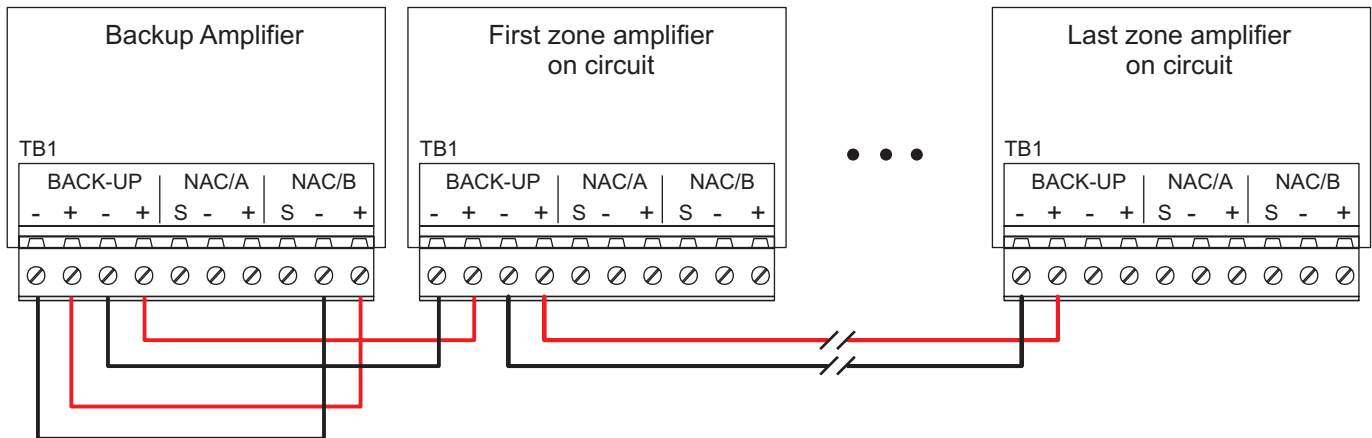 Backup Amplifier
TB1
BACK-UP NAC/A NAC/B
- + - + S - + S - +
First zone amplifier
on circuit
TB1
BACK-UP NAC/A NAC/B
- + - + S - + S - +
Last zone amplifier
on circuit
TB1
BACK-UP NAC/A NAC/B
- + - + S - + S - +